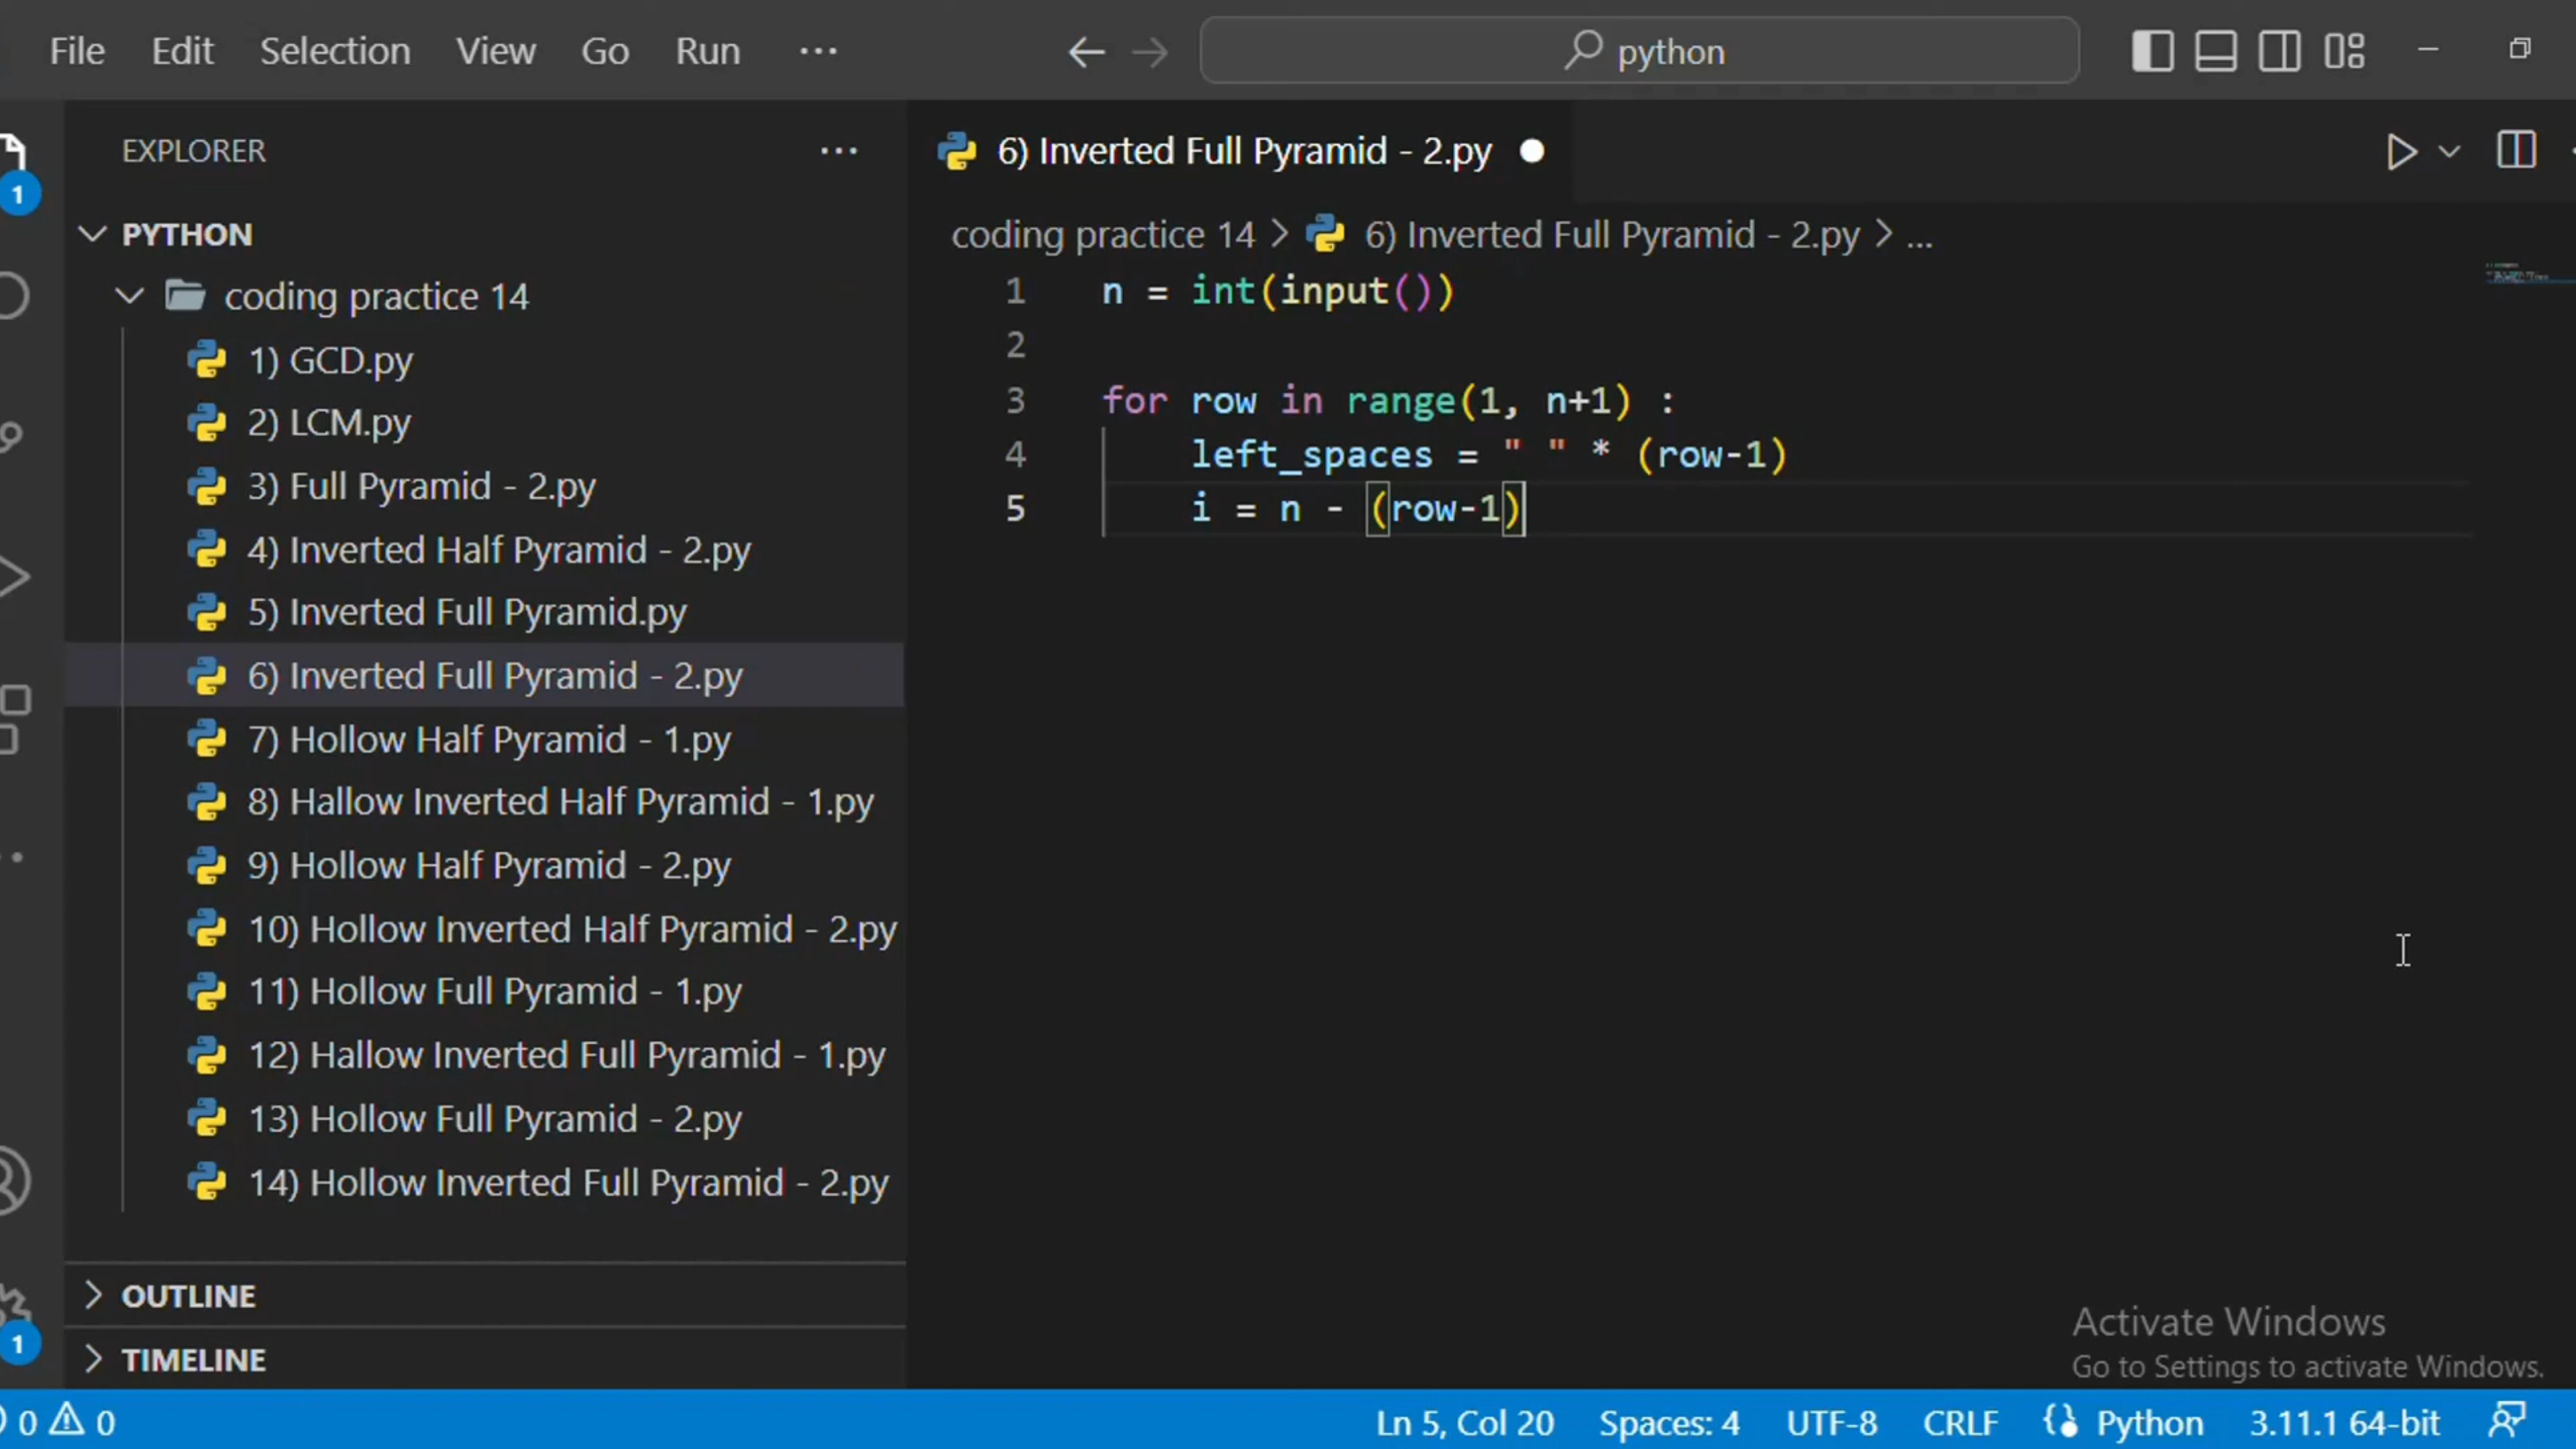 File Edit Selection View Go Run ...
python
EXPLORER ...
6) Inverted Full Pyramid - 2.py
1
PYTHON
coding practice 14
1) GCD.py
2) LCM.py
3) Full Pyramid - 2.py
4) Inverted Half Pyramid - 2.py
5) Inverted Full Pyramid.py
6) Inverted Full Pyramid - 2.py
7) Hollow Half Pyramid - 1.py
8) Hallow Inverted Half Pyramid - 1.py
9) Hollow Half Pyramid - 2.py
10) Hollow Inverted Half Pyramid - 2.py
11) Hollow Full Pyramid - 1.py
12) Hallow Inverted Full Pyramid - 1.py
13) Hollow Full Pyramid - 2.py
14) Hollow Inverted Full Pyramid - 2.py
OUTLINE
1
TIMELINE
coding practice 14 > 6) Inverted Full Pyramid - 2.py > ...
1 n = int(input())
2
3 for row in range(1, n+1) :
4 left_spaces = " " * (row-1)
5 i = n - (row-1)
Activate Windows
Go to Settings to activate Windows.
0 0 Ln 5, Col 20 Spaces: 4 UTF-8 CRLF Python 3.11.1 64-bit